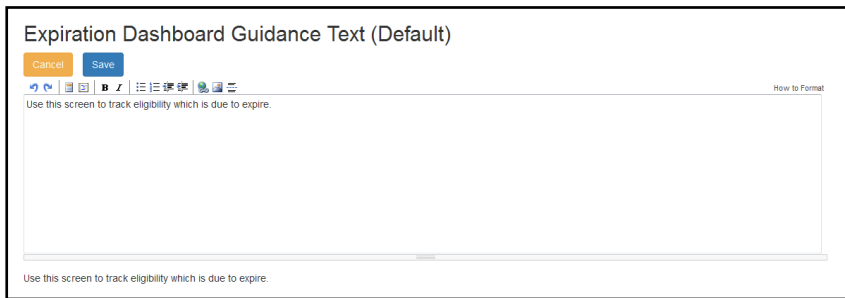 Expiration Dashboard Guidance Text (Default)
Cancel Save
B I How to Format
Use this screen to track eligibility which is due to expire.
Use this screen to track eligibility which is due to expire.